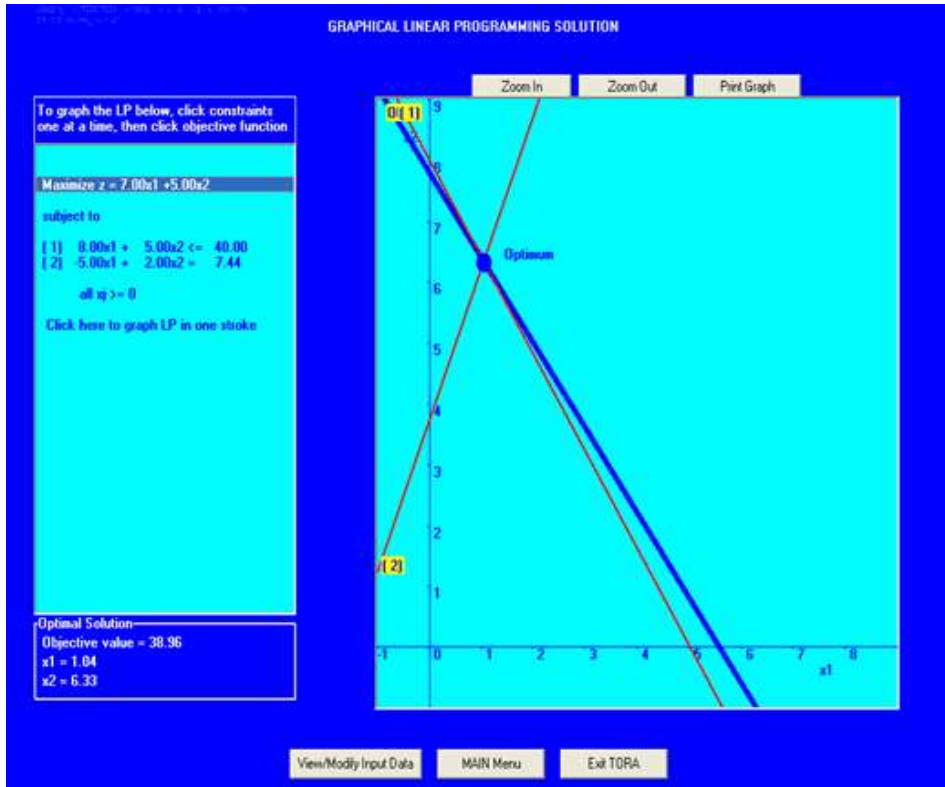 GRAPHICAL LINEAR PROGRAMMING SOLUTION
Zoom In
Zoom Out
Print Graph
To graph the LP below, click constraints
one at a time, then click objective function
Maximize z = 7.00x1 +5.00x2
subject to
( 1) 8.00x1 + 5.00x2 <= 40.00
( 2) -5.00x1 + 2.00x2 = 7.44
all xj >= 0
Click here to graph LP in one stroke
Optimal Solution
Objective value = 38.96
x1 = 1.04
x2 = 6.33
( 1)
9
8
7
Optimum
6
5
4
3
2
( 2)
1
-1 0 1 2 3 4 5 6 7 8
x1
View/Modify Input Data
MAIN Menu
Exit TORA